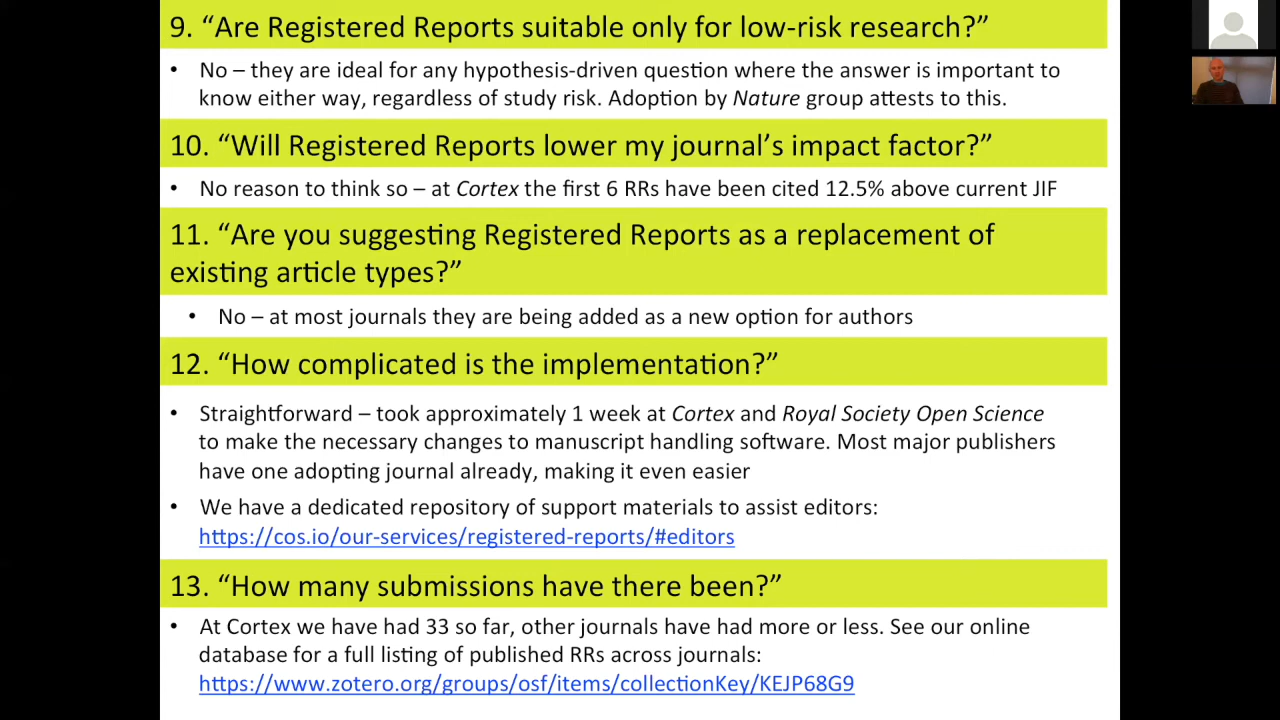 9. “Are Registered Reports suitable only for low-risk research?”
• No – they are ideal for any hypothesis-driven question where the answer is important to
know either way, regardless of study risk. Adoption by Nature group attests to this.
10. “Will Registered Reports lower my journal’s impact factor?”
• No reason to think so – at Cortex the first 6 RRs have been cited 12.5% above current JIF
11. “Are you suggesting Registered Reports as a replacement of
existing article types?”
• No – at most journals they are being added as a new option for authors
12. “How complicated is the implementation?”
• Straightforward – took approximately 1 week at Cortex and Royal Society Open Science
to make the necessary changes to manuscript handling software. Most major publishers
have one adopting journal already, making it even easier
• We have a dedicated repository of support materials to assist editors:
https://cos.io/our-services/registered-reports/#editors
13. “How many submissions have there been?”
• At Cortex we have had 33 so far, other journals have had more or less. See our online
database for a full listing of published RRs across journals:
https://www.zotero.org/groups/osf/items/collectionKey/KEJP68G9